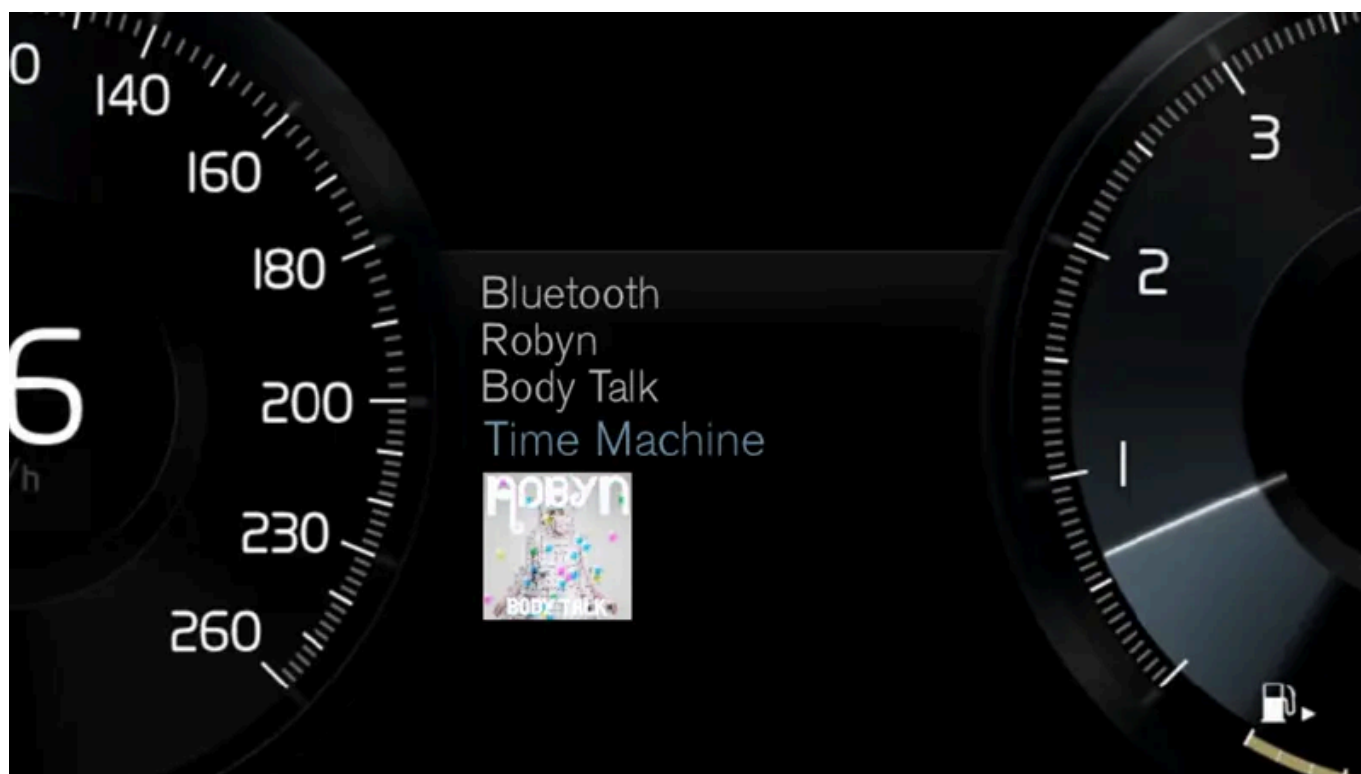 0
140
160
180
200
230
260
6
/h
Bluetooth
Robyn
Body Talk
Time Machine
ROBYN
BODY TALK
3
2
1